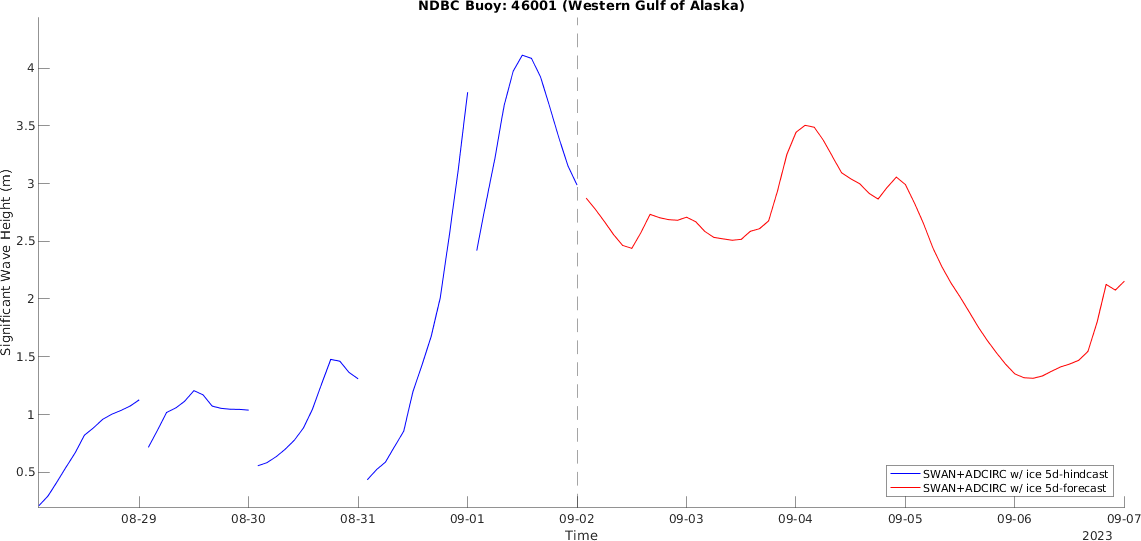 NDBC Buoy: 46001 (Western Gulf of Alaska)
Significant Wave Height (m)
4
3.5
3
2.5
2
1.5
1
0.5
SWAN+ADCIRC w/ ice 5d-hindcast
SWAN+ADCIRC w/ ice 5d-forecast
08-29 08-30 08-31 09-01 09-02 09-03 09-04 09-05 09-06 09-07
Time
2023